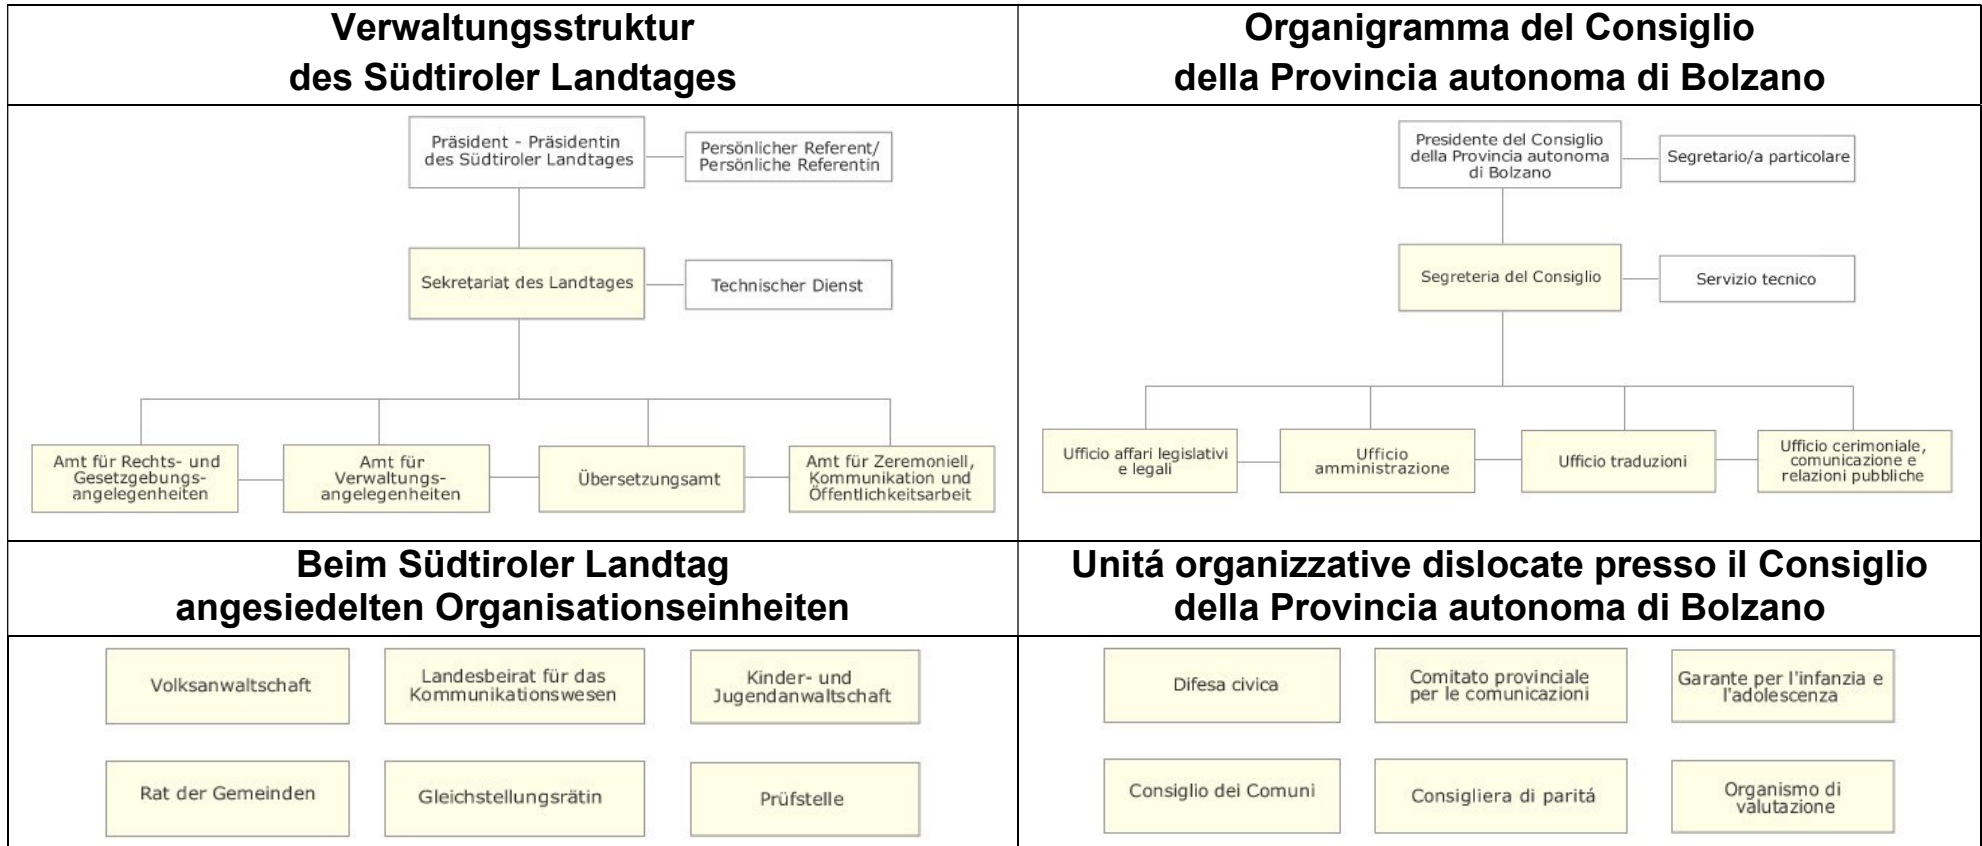 Verwaltungsstruktur
des Südtiroler Landtages
Organigramma del Consiglio
della Provincia autonoma di Bolzano
Präsident - Präsidentin
des Südtiroler Landtages
Persönlicher Referent/
Persönliche Referentin
Sekretariat des Landtages
Technischer Dienst
Amt für Rechts- und
Gesetzgebungs-
angelegenheiten
Amt für
Verwaltungs-
angelegenheiten
Übersetzungsamt
Amt für Zeremoniell,
Kommunikation und
Öffentlichkeitsarbeit
Presidente del Consiglio
della Provincia autonoma
di Bolzano
Segretario/a particolare
Segreteria del Consiglio
Servizio tecnico
Ufficio affari legislativi
e legali
Ufficio
amministrazione
Ufficio traduzioni
Ufficio cerimoniale,
comunicazione e
relazioni pubbliche
Beim Südtiroler Landtag
angesiedelten Organisationseinheiten
Unitá organizzative dislocate presso il Consiglio
della Provincia autonoma di Bolzano
Volksanwaltschaft
Landesbeirat für das
Kommunikationswesen
Kinder- und
Jugendanwaltschaft
Rat der Gemeinden
Gleichstellungsrätin
Prüfstelle
Difesa civica
Comitato provinciale
per le comunicazioni
Garante per l'infanzia e
l'adolescenza
Consiglio dei Comuni
Consigliera di paritá
Organismo di
valutazione